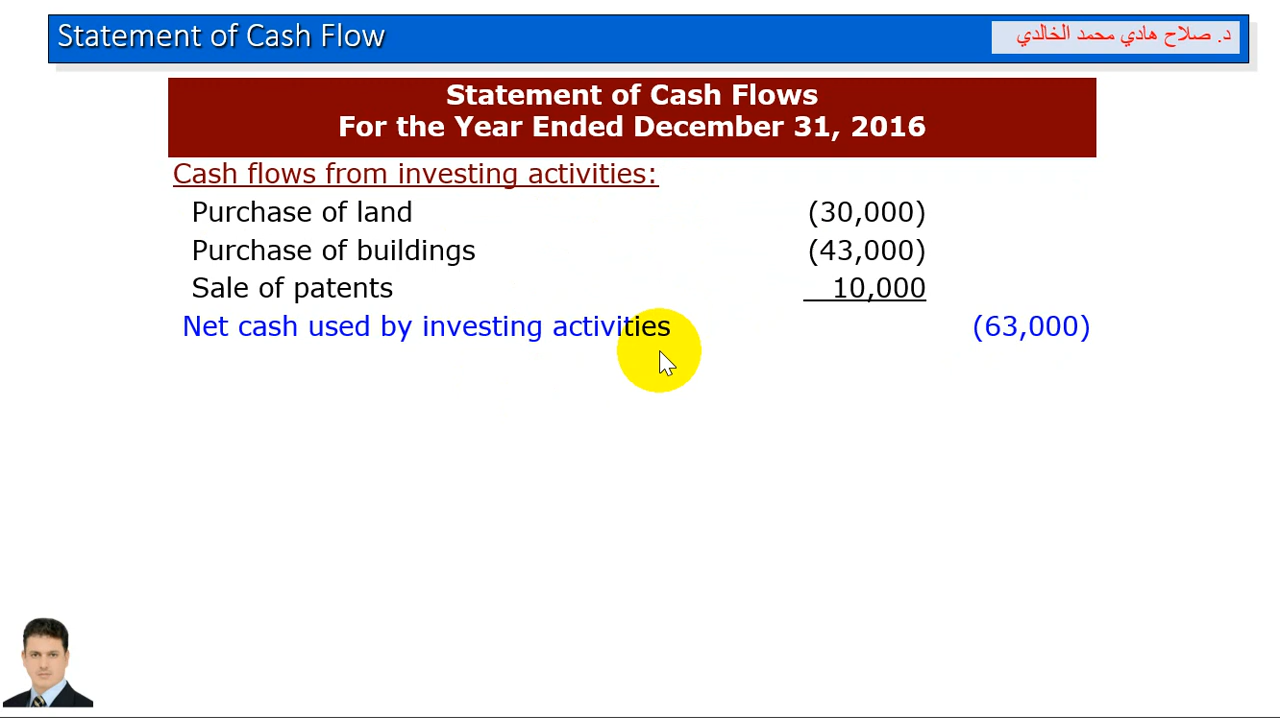 Statement of Cash Flow
د. صلاح هادي محمد الخالدي
Statement of Cash Flows
For the Year Ended December 31, 2016
Cash flows from investing activities:
Purchase of land (30,000)
Purchase of buildings (43,000)
Sale of patents 10,000
Net cash used by investing activities (63,000)